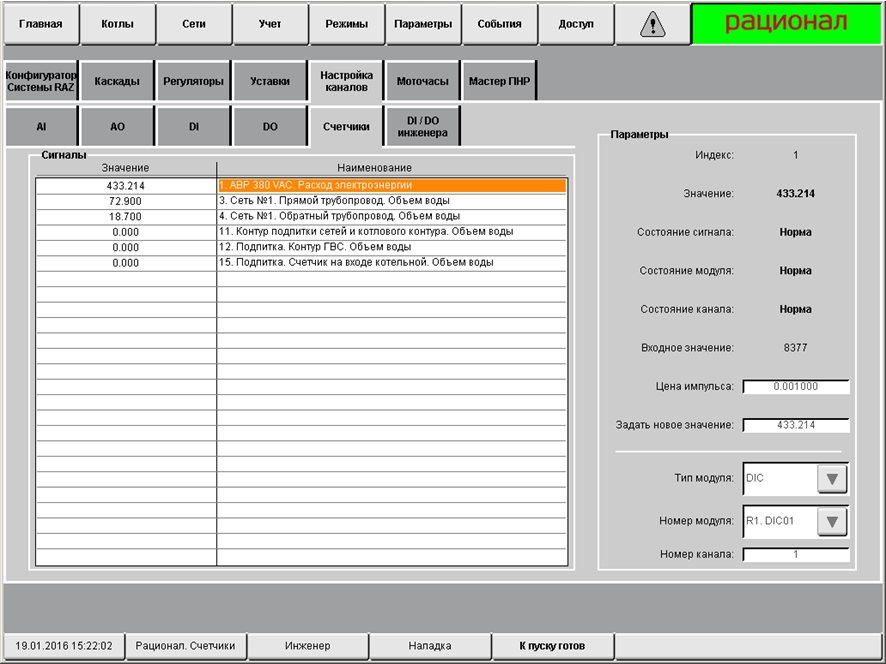 Главная Котлы Сети Учет Режимы Параметры События Доступ рационал
Конфигуратор
Системы RAZ
Каскады Регуляторы Уставки
Настройка
каналов
Моточасы Мастер ПНР
AI AO DI DO Счетчики
DI / DO
инженера
Сигналы
Значение Наименование
433.214 1. АВР 380 VAC. Расход электроэнергии
72.900 3. Сеть №1. Прямой трубопровод. Объем воды
18.700 4. Сеть №1. Обратный трубопровод. Объем воды
0.000 11. Контур подпитки сетей и котлового контура. Объем воды
0.000 12. Подпитка. Контур ГВС. Объем воды
0.000 15. Подпитка. Счетчик на входе котельной. Объем воды
Параметры
Индекс: 1
Значение: 433.214
Состояние сигнала: Норма
Состояние модуля: Норма
Состояние канала: Норма
Входное значение: 8377
Цена импульса: 0.001000
Задать новое значение: 433.214
Тип модуля: DIC
Номер модуля: R1. DIC01
Номер канала: 1
19.01.2016 15:22:02 Рационал. Счетчики Инженер Наладка К пуску готов